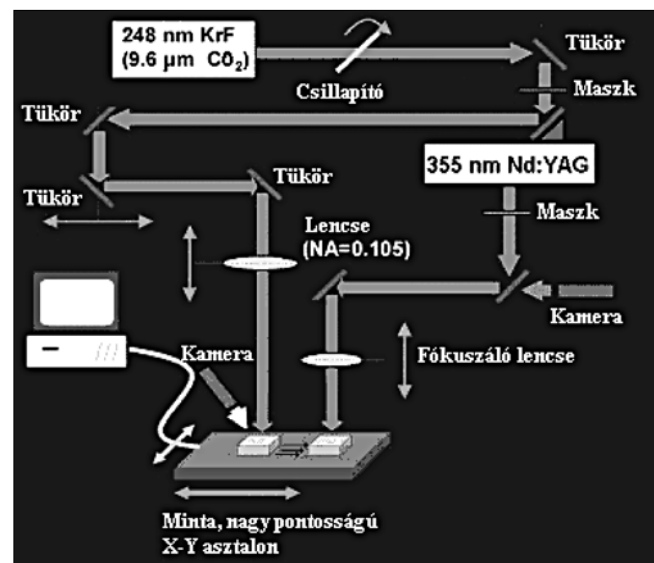 248 nm KrF
(9.6 µm CO₂)
Csillapító
Tükör
Maszk
Tükör
355 nm Nd:YAG
Tükör
Tükör
Maszk
Lencse
(NA=0.105)
Kamera
Kamera
Fókuszáló lencse
Minta, nagy pontosságú
X-Y asztalon